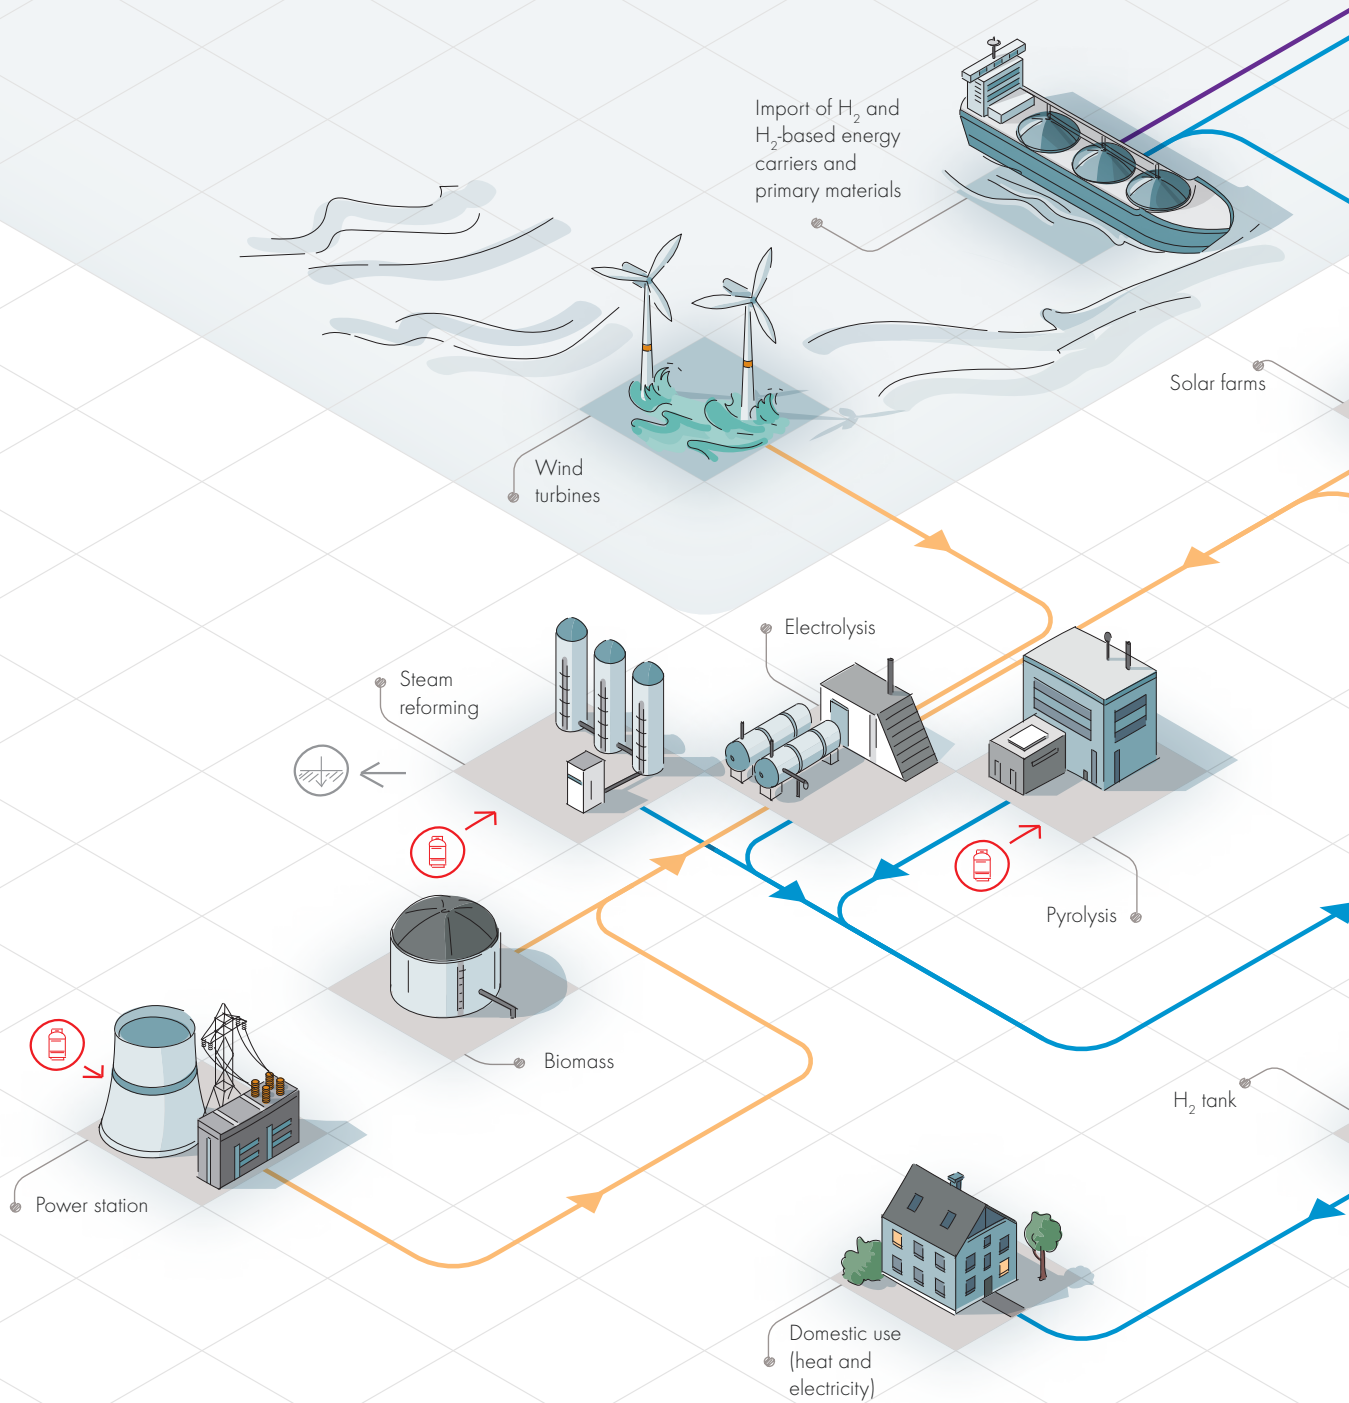 Import of H₂ and
H₂-based energy
carriers and
primary materials
Solar farms
Wind
turbines
Electrolysis
Steam
reforming
Pyrolysis
Biomass
H₂ tank
Power station
Domestic use
(heat and
electricity)